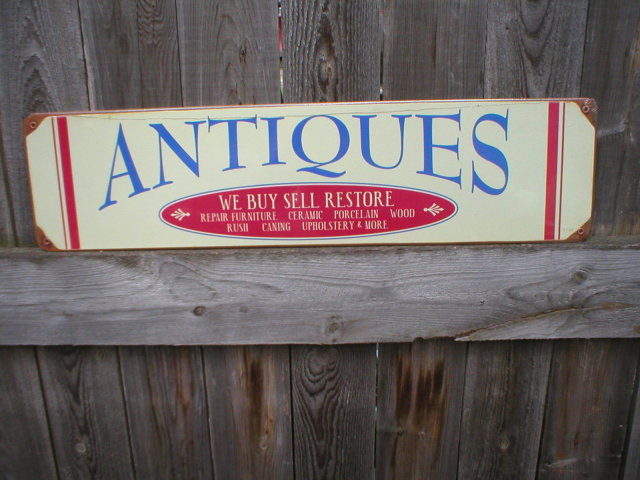 ANTIQUES
WE BUY SELL RESTORE
REPAIR FURNITURE CERAMIC PORCELAIN WOOD
RUSH CANING UPHOLSTERY & MORE